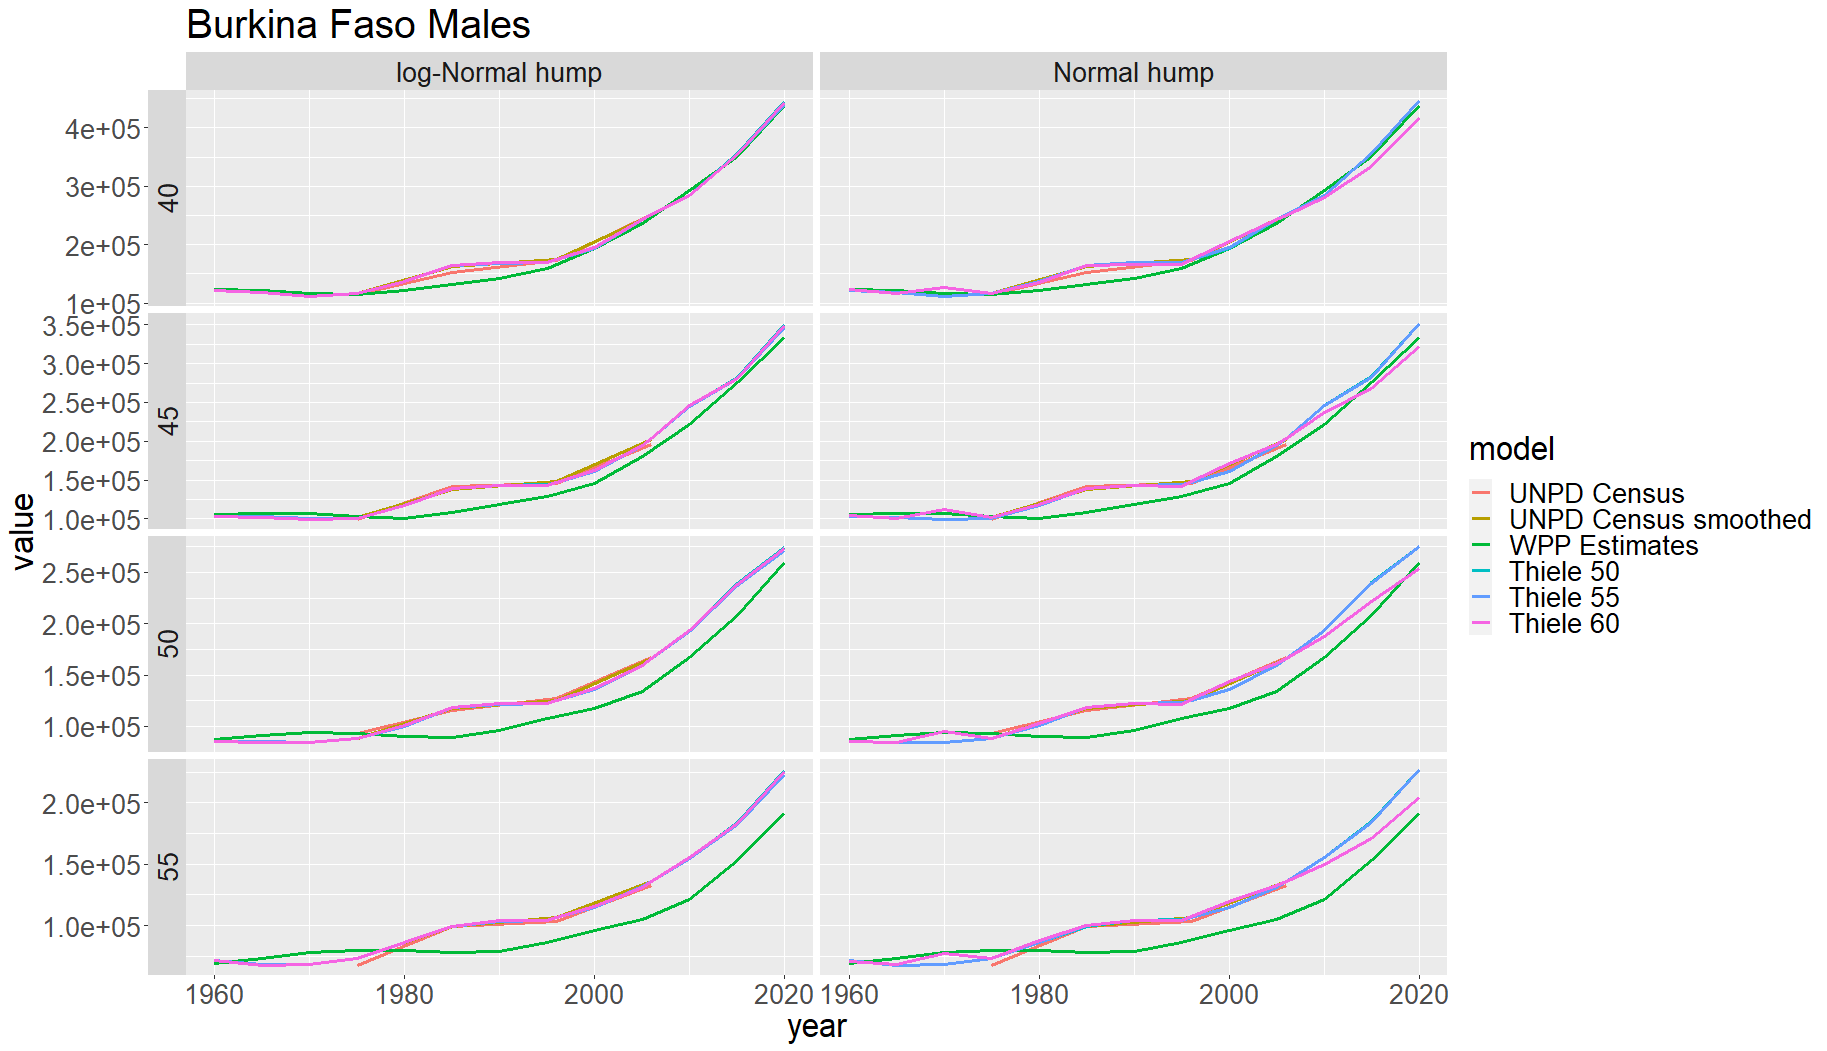 Burkina Faso Males
log-Normal hump
Normal hump
4e+05
3e+05
2e+05
1e+05
40
3.5e+05
3.0e+05
2.5e+05
2.0e+05
1.5e+05
1.0e+05
45
2.5e+05
2.0e+05
1.5e+05
1.0e+05
50
2.0e+05
1.5e+05
1.0e+05
55
value
1960
1980
2000
2020
1960
1980
2000
2020
year
model
UNPD Census
UNPD Census smoothed
WPP Estimates
Thiele 50
Thiele 55
Thiele 60